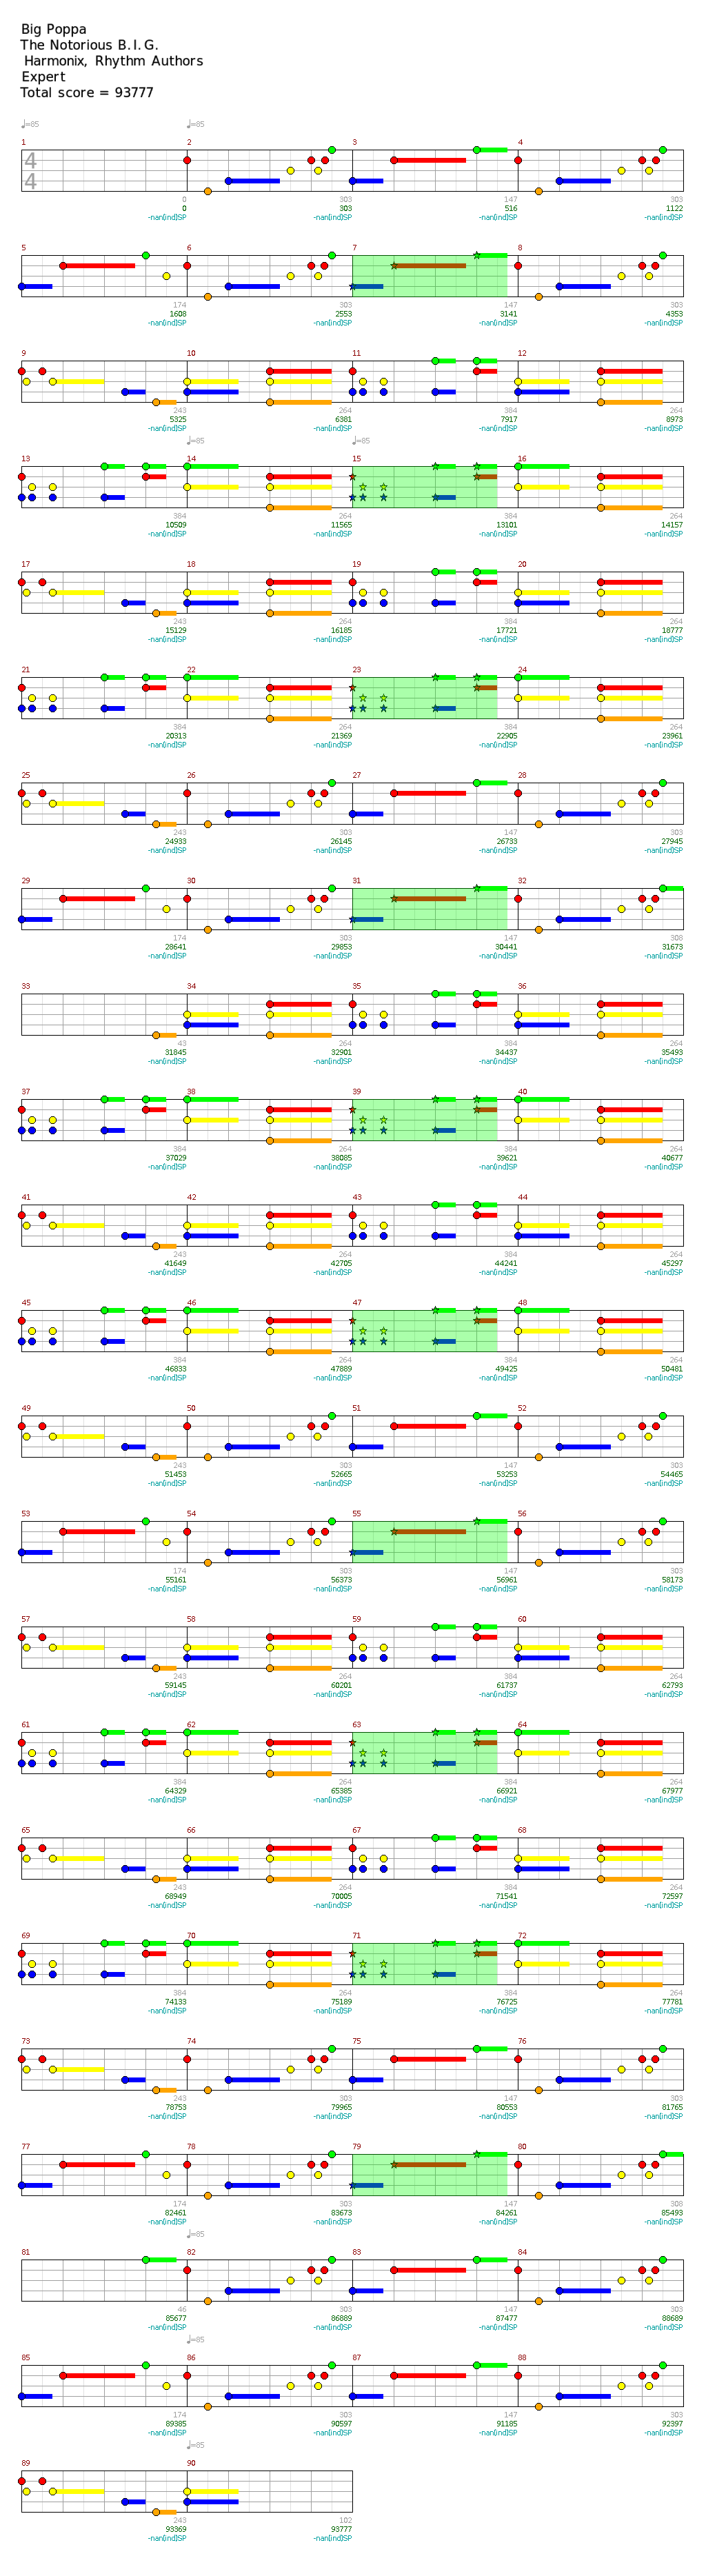 Big Poppa
The Notorious B.I.G.
Harmonix, Rhythm Authors
Expert
Total score = 93777
♩=85 ♩=85
1 2 3 4
4
4
0 303 147 303
0 303 516 1122
-nan(ind)SP -nan(ind)SP -nan(ind)SP -nan(ind)SP
5 6 7 8
174 303 147 303
1608 2553 3141 4353
-nan(ind)SP -nan(ind)SP -nan(ind)SP -nan(ind)SP
9 10 11 12
243 264 384 264
5325 6381 7917 8973
-nan(ind)SP -nan(ind)SP -nan(ind)SP -nan(ind)SP
♩=85 ♩=85
13 14 15 16
384 264 384 264
10509 11565 13101 14157
-nan(ind)SP -nan(ind)SP -nan(ind)SP -nan(ind)SP
17 18 19 20
243 264 384 264
15129 16185 17721 18777
-nan(ind)SP -nan(ind)SP -nan(ind)SP -nan(ind)SP
21 22 23 24
384 264 384 264
20313 21369 22905 23961
-nan(ind)SP -nan(ind)SP -nan(ind)SP -nan(ind)SP
25 26 27 28
243 303 147 303
24933 26145 26733 27945
-nan(ind)SP -nan(ind)SP -nan(ind)SP -nan(ind)SP
29 30 31 32
174 303 147 308
28641 29853 30441 31673
-nan(ind)SP -nan(ind)SP -nan(ind)SP -nan(ind)SP
33 34 35 36
43 264 384 264
31845 32901 34437 35493
-nan(ind)SP -nan(ind)SP -nan(ind)SP -nan(ind)SP
37 38 39 40
384 264 384 264
37029 38085 39621 40677
-nan(ind)SP -nan(ind)SP -nan(ind)SP -nan(ind)SP
41 42 43 44
243 264 384 264
41649 42705 44241 45297
-nan(ind)SP -nan(ind)SP -nan(ind)SP -nan(ind)SP
45 46 47 48
384 264 384 264
46833 47889 49425 50481
-nan(ind)SP -nan(ind)SP -nan(ind)SP -nan(ind)SP
49 50 51 52
243 303 147 303
51453 52665 53253 54465
-nan(ind)SP -nan(ind)SP -nan(ind)SP -nan(ind)SP
53 54 55 56
174 303 147 303
55161 56373 56961 58173
-nan(ind)SP -nan(ind)SP -nan(ind)SP -nan(ind)SP
57 58 59 60
243 264 384 264
59145 60201 61737 62793
-nan(ind)SP -nan(ind)SP -nan(ind)SP -nan(ind)SP
61 62 63 64
384 264 384 264
64329 65385 66921 67977
-nan(ind)SP -nan(ind)SP -nan(ind)SP -nan(ind)SP
65 66 67 68
243 264 384 264
68949 70005 71541 72597
-nan(ind)SP -nan(ind)SP -nan(ind)SP -nan(ind)SP
69 70 71 72
384 264 384 264
74133 75189 76725 77781
-nan(ind)SP -nan(ind)SP -nan(ind)SP -nan(ind)SP
73 74 75 76
243 303 147 303
78753 79965 80553 81765
-nan(ind)SP -nan(ind)SP -nan(ind)SP -nan(ind)SP
77 78 79 80
174 303 147 308
82461 83673 84261 85493
-nan(ind)SP -nan(ind)SP -nan(ind)SP -nan(ind)SP
♩=85
81 82 83 84
46 303 147 303
85677 86889 87477 88689
-nan(ind)SP -nan(ind)SP -nan(ind)SP -nan(ind)SP
♩=85
85 86 87 88
174 303 147 303
89385 90597 91185 92397
-nan(ind)SP -nan(ind)SP -nan(ind)SP -nan(ind)SP
♩=85
89 90
243 102
93369 93777
-nan(ind)SP -nan(ind)SP